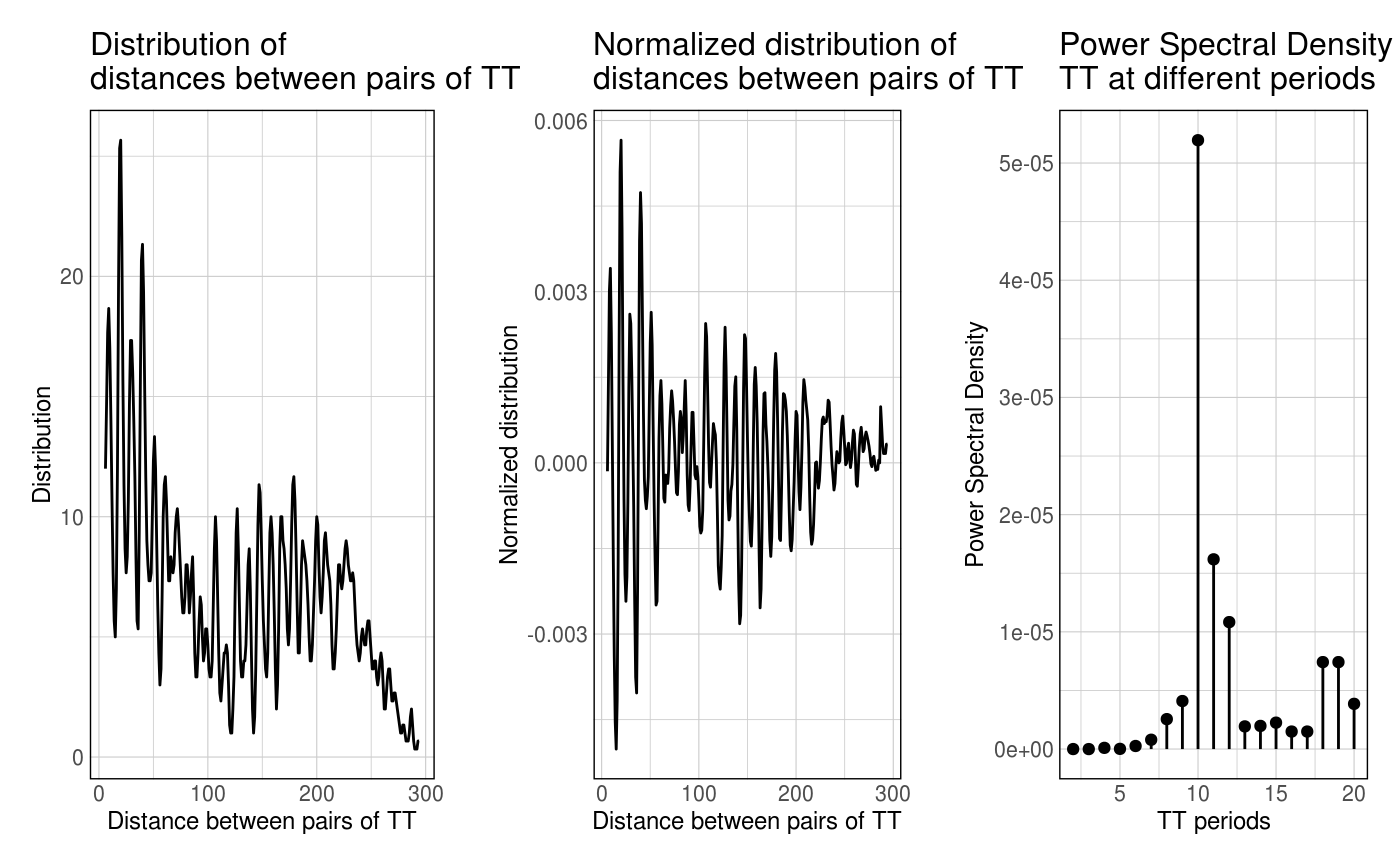 Distribution of
distances between pairs of TT
20
10
0
Distribution
0
100
200
300
Distance between pairs of TT
Normalized distribution of
distances between pairs of TT
0.006
0.003
0.000
-0.003
Normalized distribution
0
100
200
300
Distance between pairs of TT
Power Spectral Density
TT at different periods
5e-05
4e-05
3e-05
2e-05
1e-05
0e+00
Power Spectral Density
5
10
15
20
TT periods